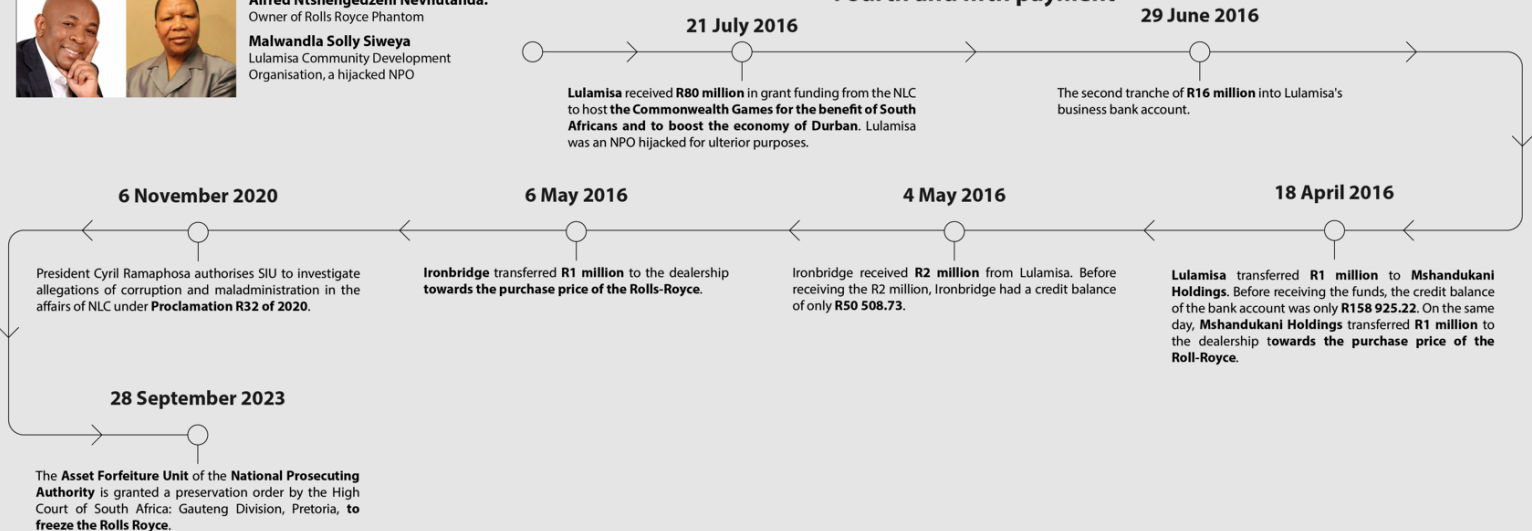 Alfred Ntshengedzeni Nevhutanda:
Owner of Rolls Royce Phantom
Malwandla Solly Siweya
Lulamisa Community Development
Organisation, a hijacked NPO
Fourth and fifth payment
21 July 2016
Lulamisa received R80 million in grant funding from the NLC
to host the Commonwealth Games for the benefit of South
Africans and to boost the economy of Durban. Lulamisa
was an NPO hijacked for ulterior purposes.
29 June 2016
The second tranche of R16 million into Lulamisa's
business bank account.
18 April 2016
Lulamisa transferred R1 million to Mshandukani
Holdings. Before receiving the funds, the credit balance
of the bank account was only R158 925.22. On the same
day, Mshandukani Holdings transferred R1 million to
the dealership towards the purchase price of the
Roll-Royce.
4 May 2016
Ironbridge received R2 million from Lulamisa. Before
receiving the R2 million, Ironbridge had a credit balance
of only R50 508.73.
6 May 2016
Ironbridge transferred R1 million to the dealership
towards the purchase price of the Rolls-Royce.
6 November 2020
President Cyril Ramaphosa authorises SIU to investigate
allegations of corruption and maladministration in the
affairs of NLC under Proclamation R32 of 2020.
28 September 2023
The Asset Forfeiture Unit of the National Prosecuting
Authority is granted a preservation order by the High
Court of South Africa: Gauteng Division, Pretoria, to
freeze the Rolls Royce.